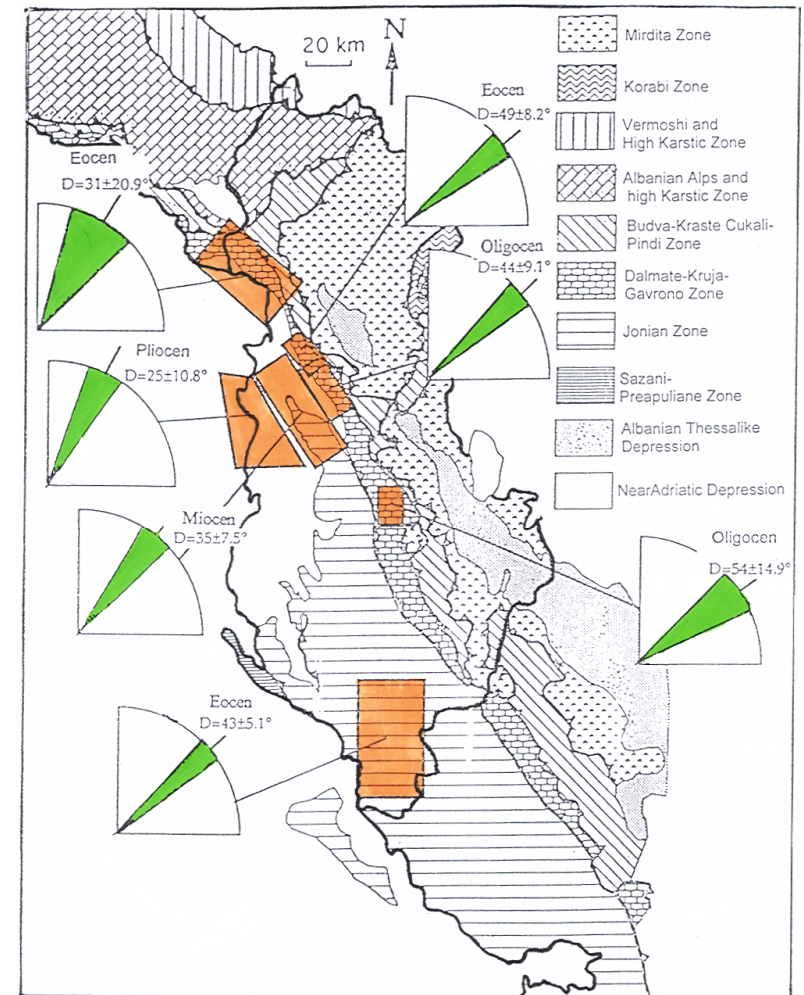 20 km
N
Mirdita Zone
Korabi Zone
Vermoshi and
High Karstic Zone
Albanian Alps and
high Karstic Zone
Budva-Kraste Cukali-
Pindi Zone
Dalmate-Kruja-
Gavrono Zone
Jonian Zone
Sazani-
Preapuliane Zone
Albanian Thessalike
Depression
NearAdriatic Depression
Eocen
D=49±8.2°
Eocen
D=31±20.9°
Oligocen
D=44±9.1°
Pliocen
D=25±10.8°
Miocen
D=35±7.5°
Oligocen
D=54±14.9°
Eocen
D=43±5.1°